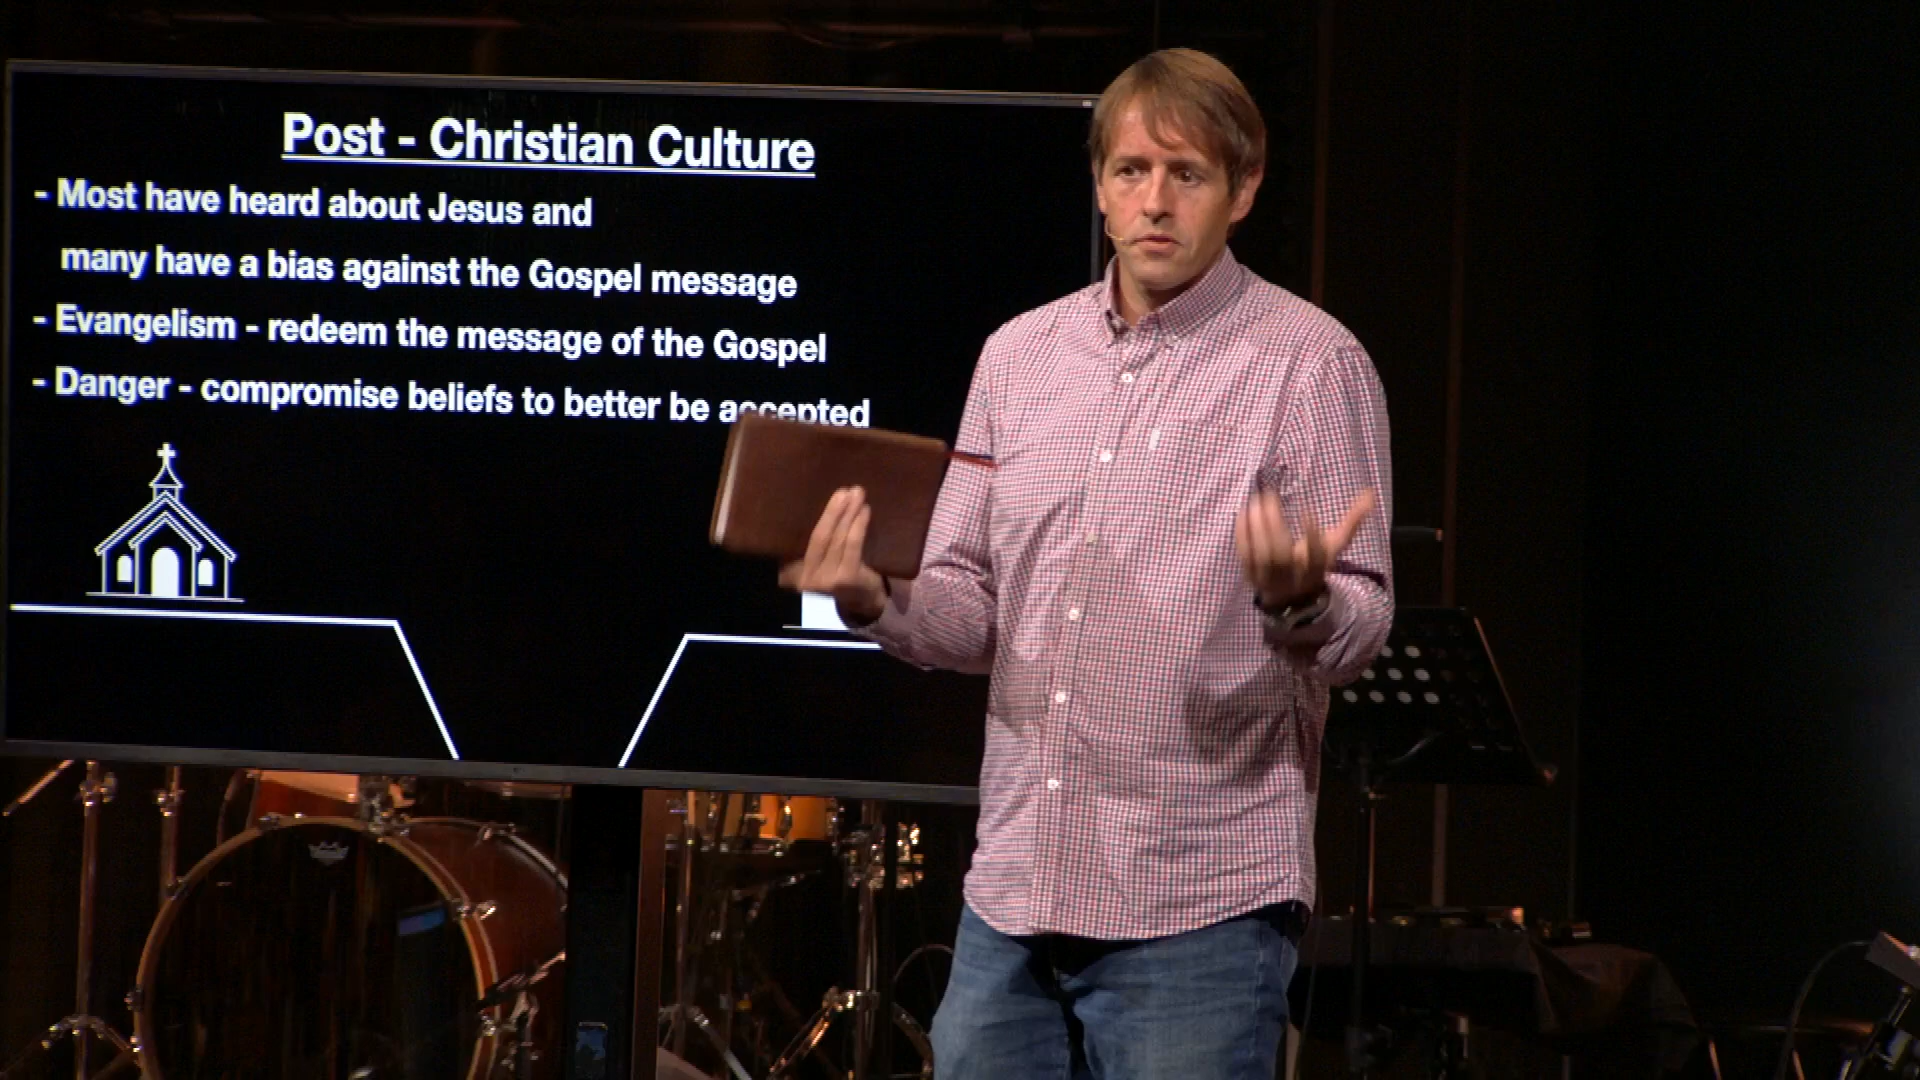 Post - Christian Culture
- Most have heard about Jesus and
many have a bias against the Gospel message
- Evangelism - redeem the message of the Gospel
- Danger - compromise beliefs to better be accepted